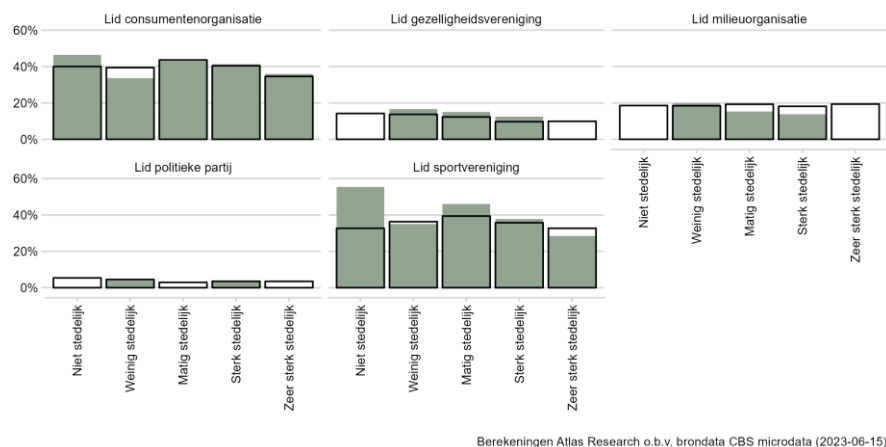 Lid consumentenorganisatie
Lid gezelligheidsvereniging
Lid milieuorganisatie
60%
40%
20%
0%
Niet stedelijk
Weinig stedelijk
Matig stedelijk
Sterk stedelijk
Zeer sterk stedelijk
Lid politieke partij
Lid sportvereniging
60%
40%
20%
0%
Niet stedelijk
Weinig stedelijk
Matig stedelijk
Sterk stedelijk
Zeer sterk stedelijk
Niet stedelijk
Weinig stedelijk
Matig stedelijk
Sterk stedelijk
Zeer sterk stedelijk
Berekeningen Atlas Research o.b.v. brondata CBS microdata (2023-06-15)